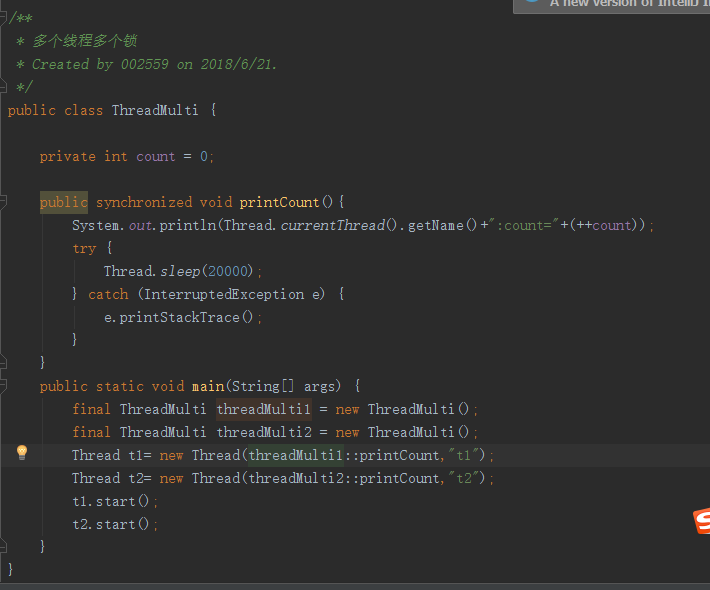 A new version of IntelliJ I
/**
 * 多个线程多个锁
 * Created by 002559 on 2018/6/21.
 */
public class ThreadMulti {
    private int count = 0;
    public synchronized void printCount(){
        System.out.println(Thread.currentThread().getName()+":count="+(++count));
        try {
            Thread.sleep(20000);
        } catch (InterruptedException e) {
            e.printStackTrace();
        }
    }
    public static void main(String[] args) {
        final ThreadMulti threadMulti1 = new ThreadMulti();
        final ThreadMulti threadMulti2 = new ThreadMulti();
        Thread t1= new Thread(threadMulti1::printCount,"t1");
        Thread t2= new Thread(threadMulti2::printCount,"t2");
        t1.start();
        t2.start();
    }
}